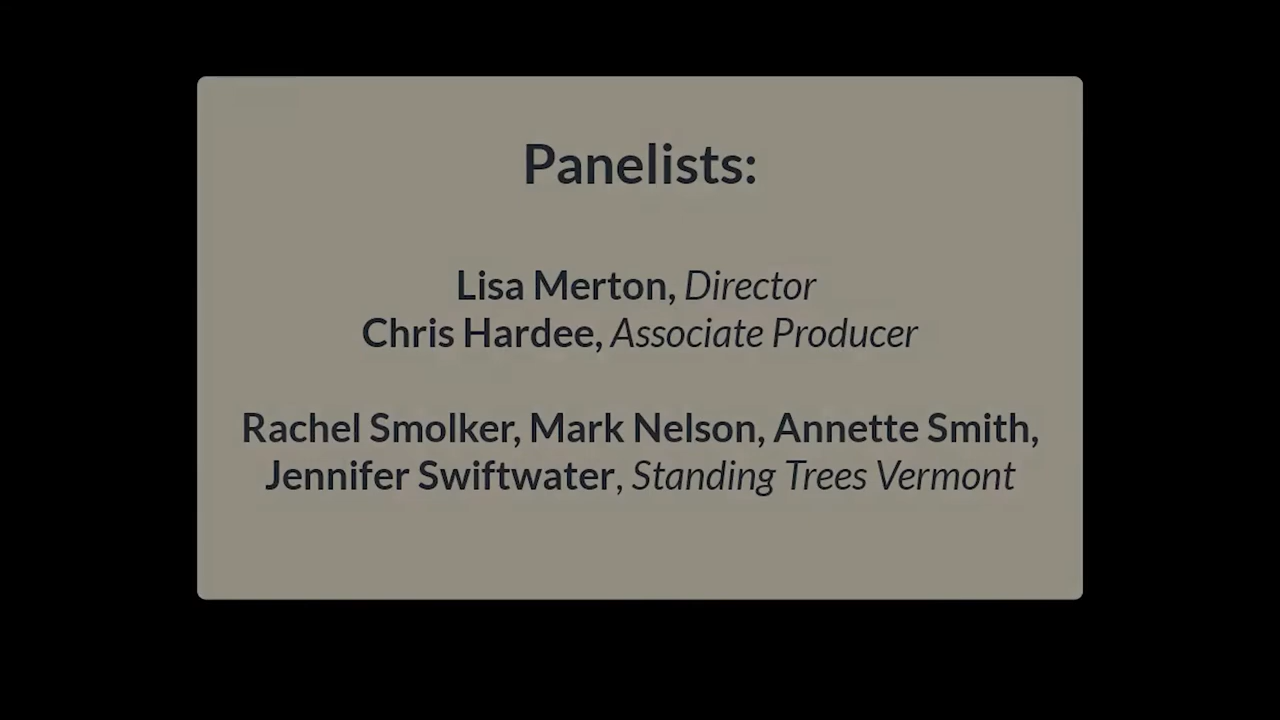 Panelists:
Lisa Merton, Director
Chris Hardee, Associate Producer
Rachel Smolker, Mark Nelson, Annette Smith,
Jennifer Swiftwater, Standing Trees Vermont